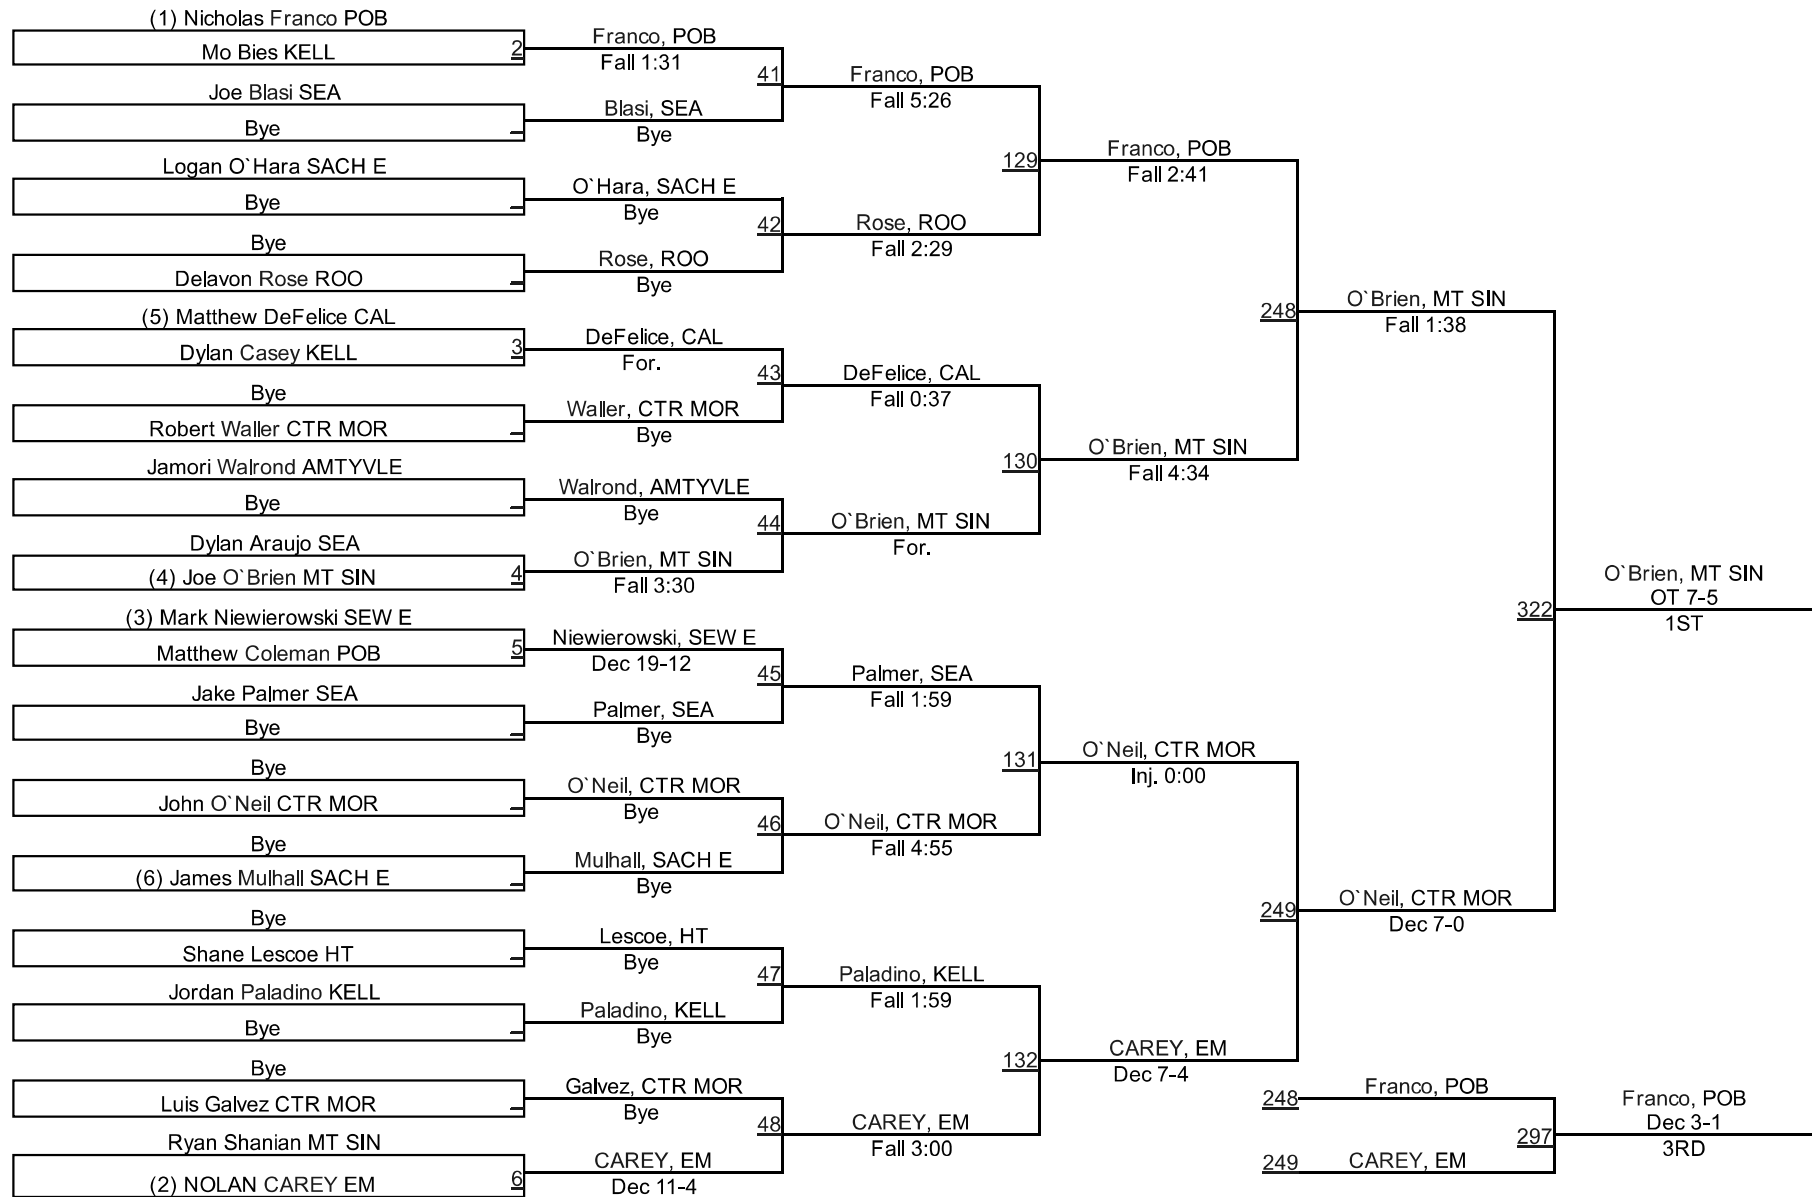 (1) Nicholas Franco POB
Mo Bies KELL
2
Joe Blasi SEA
Bye
Logan O`Hara SACH E
Bye
Bye
Delavon Rose ROO
(5) Matthew DeFelice CAL
Dylan Casey KELL
3
Bye
Robert Waller CTR MOR
Jamori Walrond AMTYVLE
Bye
Dylan Araujo SEA
(4) Joe O`Brien MT SIN
4
(3) Mark Niewierowski SEW E
Matthew Coleman POB
5
Jake Palmer SEA
Bye
Bye
John O`Neil CTR MOR
Bye
(6) James Mulhall SACH E
Bye
Shane Lescoe HT
Jordan Paladino KELL
Bye
Bye
Luis Galvez CTR MOR
Ryan Shanian MT SIN
(2) NOLAN CAREY EM
6
Franco, POB
Fall 1:31
41
Blasi, SEA
Bye
O`Hara, SACH E
Bye
42
Rose, ROO
Bye
DeFelice, CAL
For.
43
Waller, CTR MOR
Bye
Walrond, AMTYVLE
Bye
44
O`Brien, MT SIN
Fall 3:30
Niewierowski, SEW E
Dec 19-12
45
Palmer, SEA
Bye
O`Neil, CTR MOR
Bye
46
Mulhall, SACH E
Bye
Lescoe, HT
Bye
47
Paladino, KELL
Bye
Galvez, CTR MOR
Bye
48
CAREY, EM
Dec 11-4
Franco, POB
Fall 5:26
129
Rose, ROO
Fall 2:29
DeFelice, CAL
Fall 0:37
130
O`Brien, MT SIN
For.
Palmer, SEA
Fall 1:59
131
O`Neil, CTR MOR
Fall 4:55
Paladino, KELL
Fall 1:59
132
CAREY, EM
Fall 3:00
Franco, POB
Fall 2:41
248
O`Brien, MT SIN
Fall 4:34
O`Neil, CTR MOR
Inj. 0:00
249
CAREY, EM
Dec 7-4
O`Brien, MT SIN
Fall 1:38
322
O`Neil, CTR MOR
Dec 7-0
O`Brien, MT SIN
OT 7-5
1ST
248
Franco, POB
297
249
CAREY, EM
Franco, POB
Dec 3-1
3RD